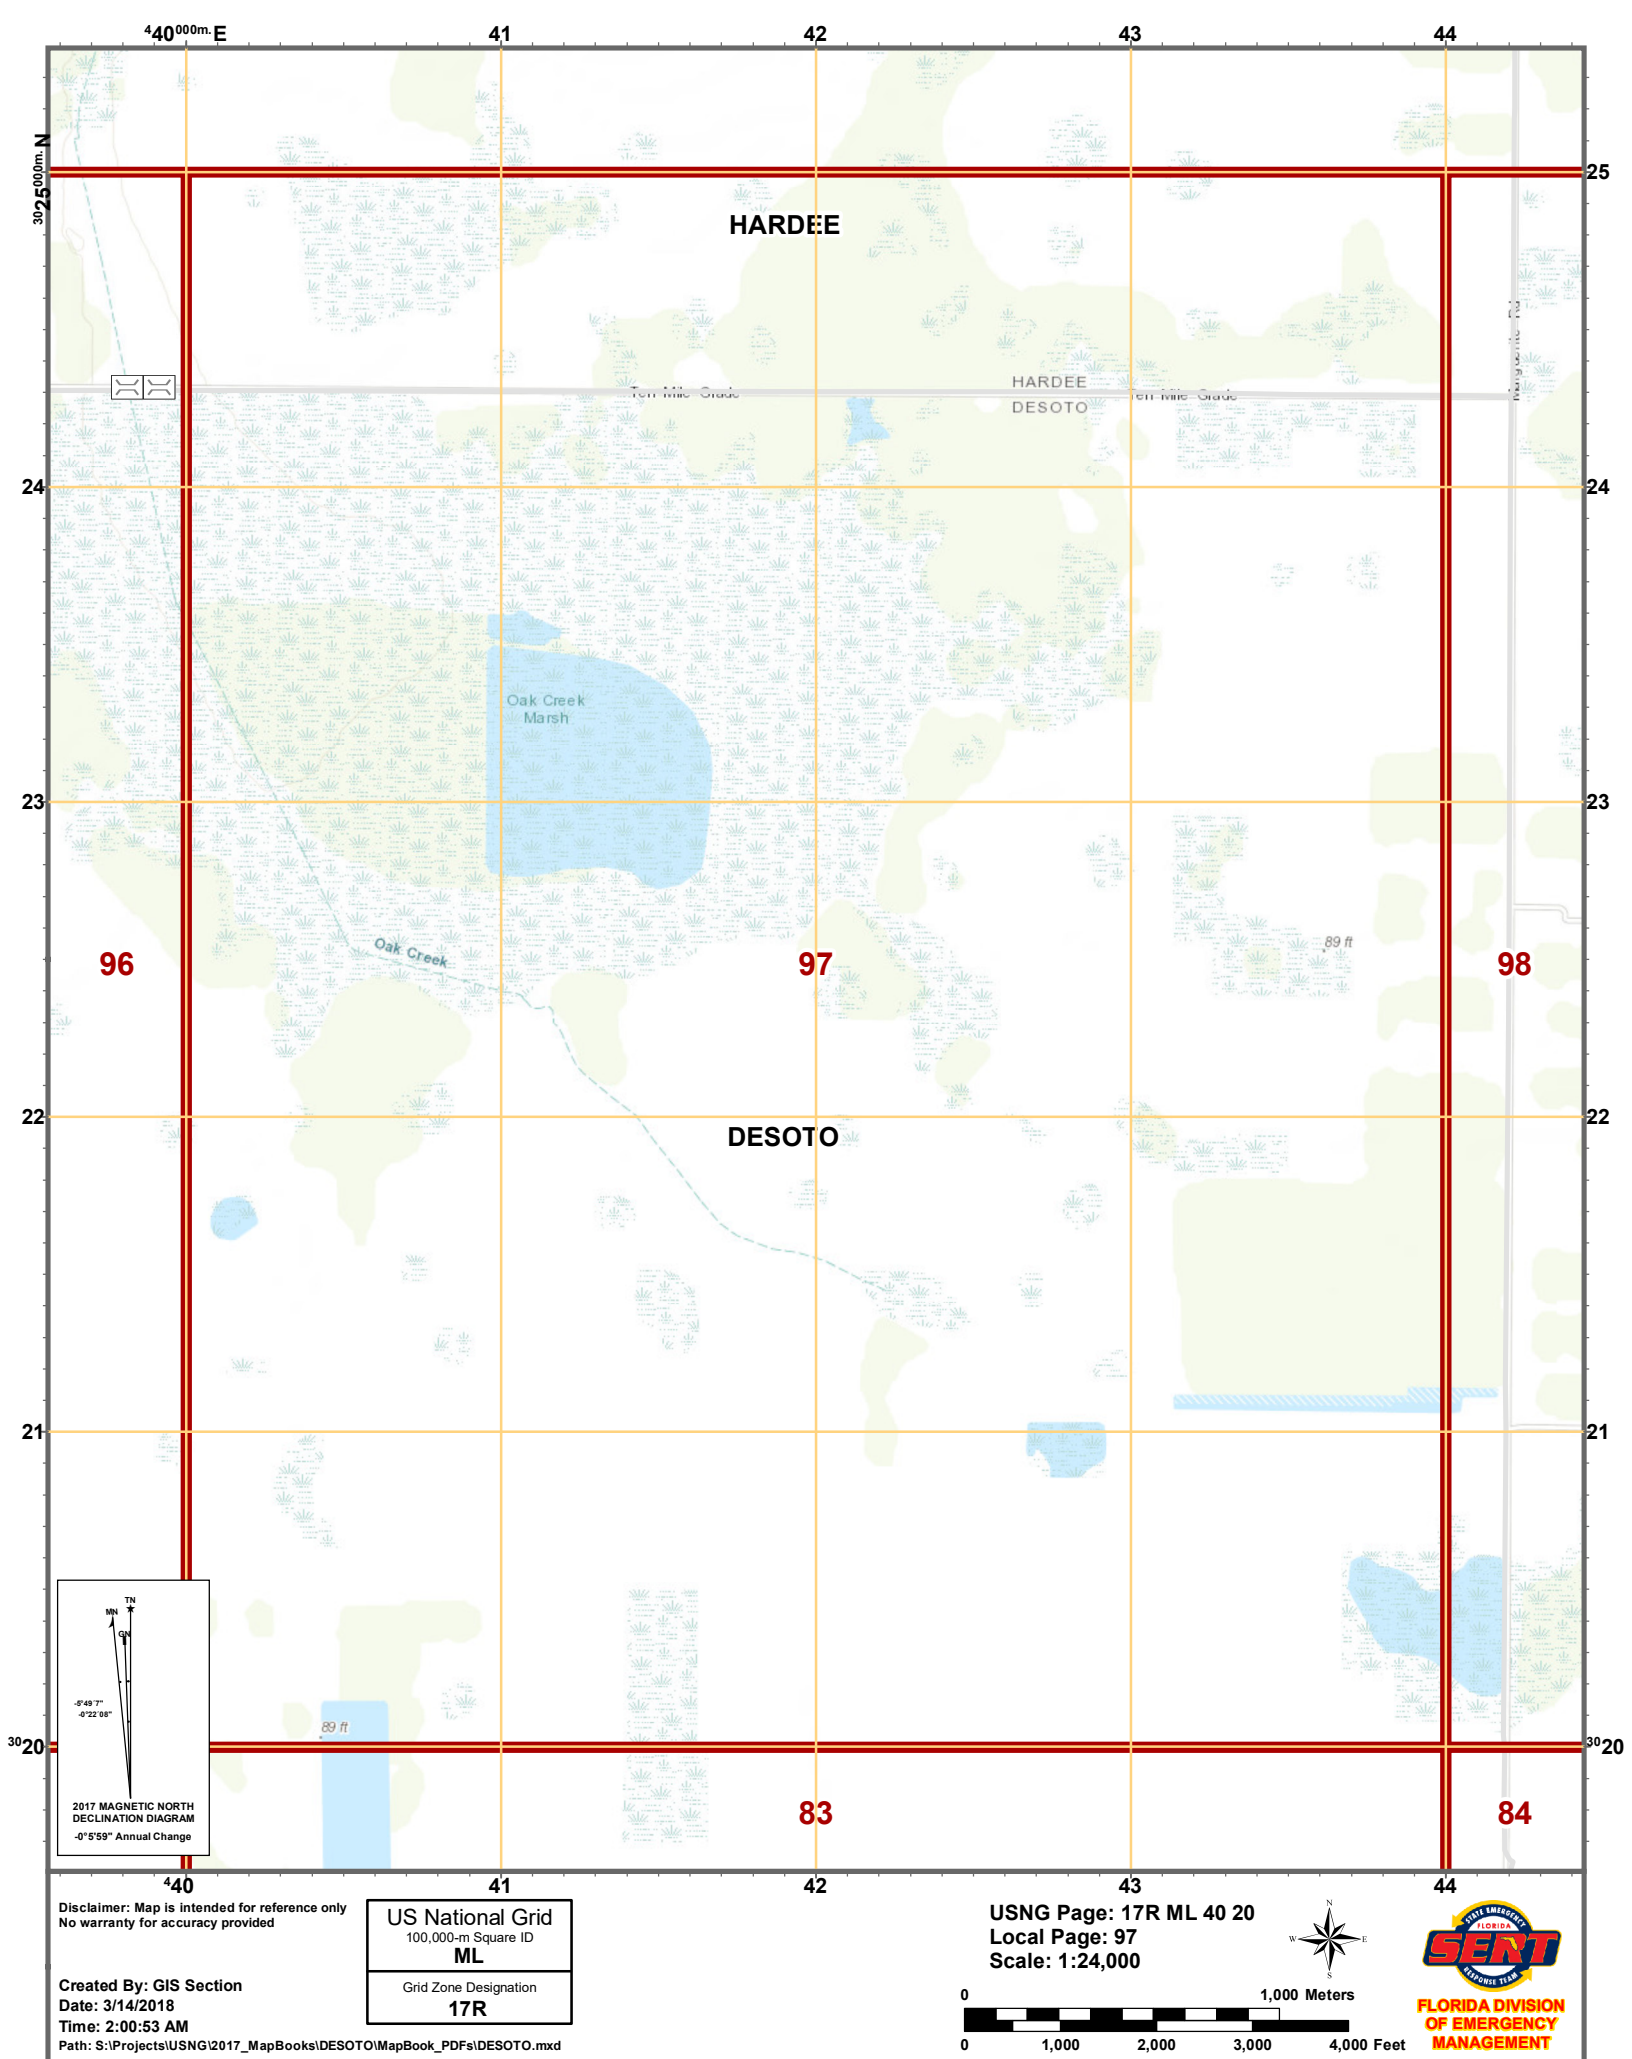 ⁴40⁰⁰⁰ᵐ·E 41 42 43 44
³⁰25⁰⁰⁰ᵐ·N
25
HARDEE
Ten Mile Grade
HARDEE
DESOTO
Ten Mile Grade
24 24
Oak Creek
Marsh
23 23
Oak Creek
89 ft
96 97 98
22 22
DESOTO
21 21
TN
MN
GN
-5°49'7"
-0°22'08"
89 ft
³⁰20 ³⁰20
2017 MAGNETIC NORTH
DECLINATION DIAGRAM
-0°5'59" Annual Change
83 84
⁴40 41 42 43 44
Disclaimer: Map is intended for reference only
No warranty for accuracy provided
Created By: GIS Section
Date: 3/14/2018
Time: 2:00:53 AM
Path: S:\Projects\USNG\2017_MapBooks\DESOTO\MapBook_PDFs\DESOTO.mxd
US National Grid
100,000-m Square ID
ML
Grid Zone Designation
17R
USNG Page: 17R ML 40 20
Local Page: 97
Scale: 1:24,000
N
W E
S
0 1,000 Meters
0 1,000 2,000 3,000 4,000 Feet
STATE EMERGENCY
FLORIDA
SERT
RESPONSE TEAM
FLORIDA DIVISION
OF EMERGENCY
MANAGEMENT